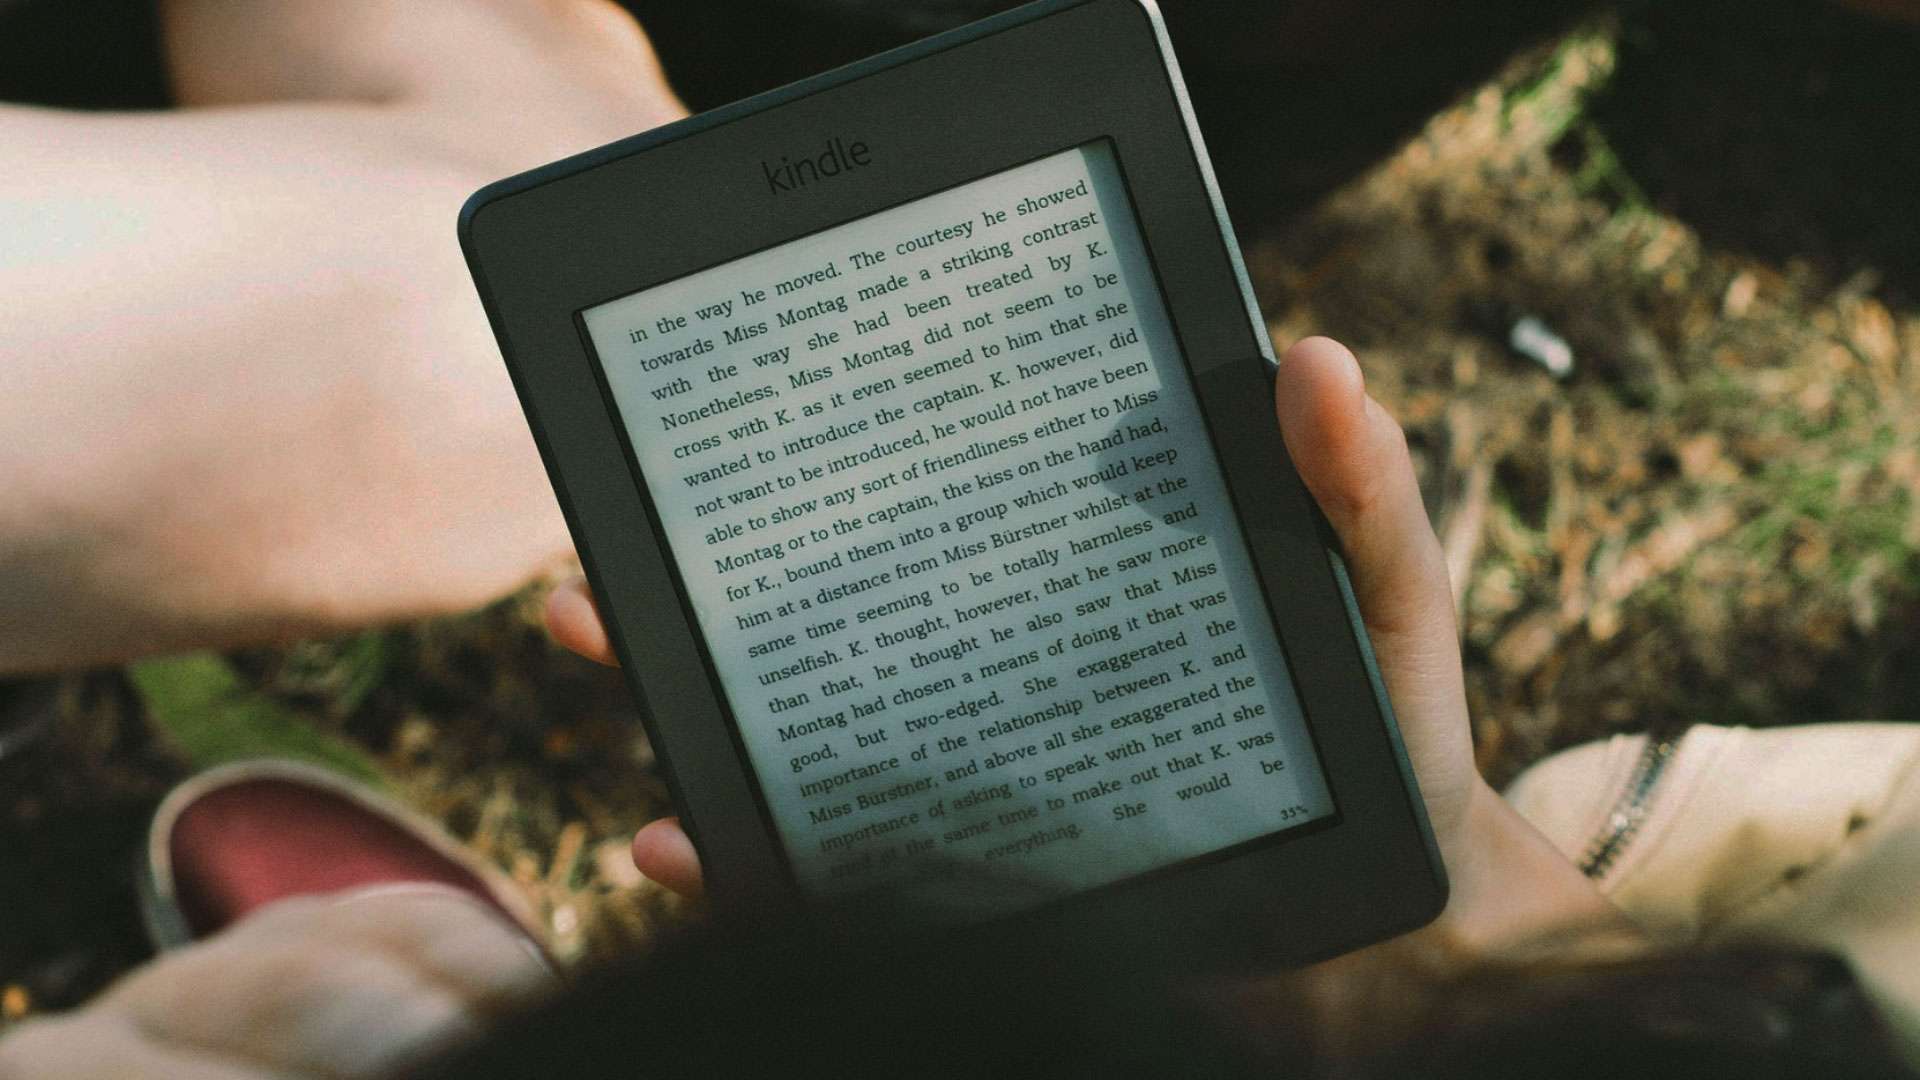 kindle
in the way he moved. The courtesy he showed
towards Miss Montag made a striking contrast
with the way she had been treated by K.
Nonetheless, Miss Montag did not seem to be
cross with K. as it even seemed to him that she
wanted to introduce the captain. K. however, did
not want to be introduced, he would not have been
able to show any sort of friendliness either to Miss
Montag or to the captain, the kiss on the hand had,
for K., bound them into a group which would keep
him at a distance from Miss Bürstner whilst at the
same time seeming to be totally harmless and
unselfish. K. thought, however, that he saw more
than that, he thought he also saw that Miss
Montag had chosen a means of doing it that was
good, but two-edged. She exaggerated the
importance of the relationship between K. and
Miss Bürstner, and above all she exaggerated the
importance of asking to speak with her and she
tried at the same time to make out that K. was
everything. She would be
33%